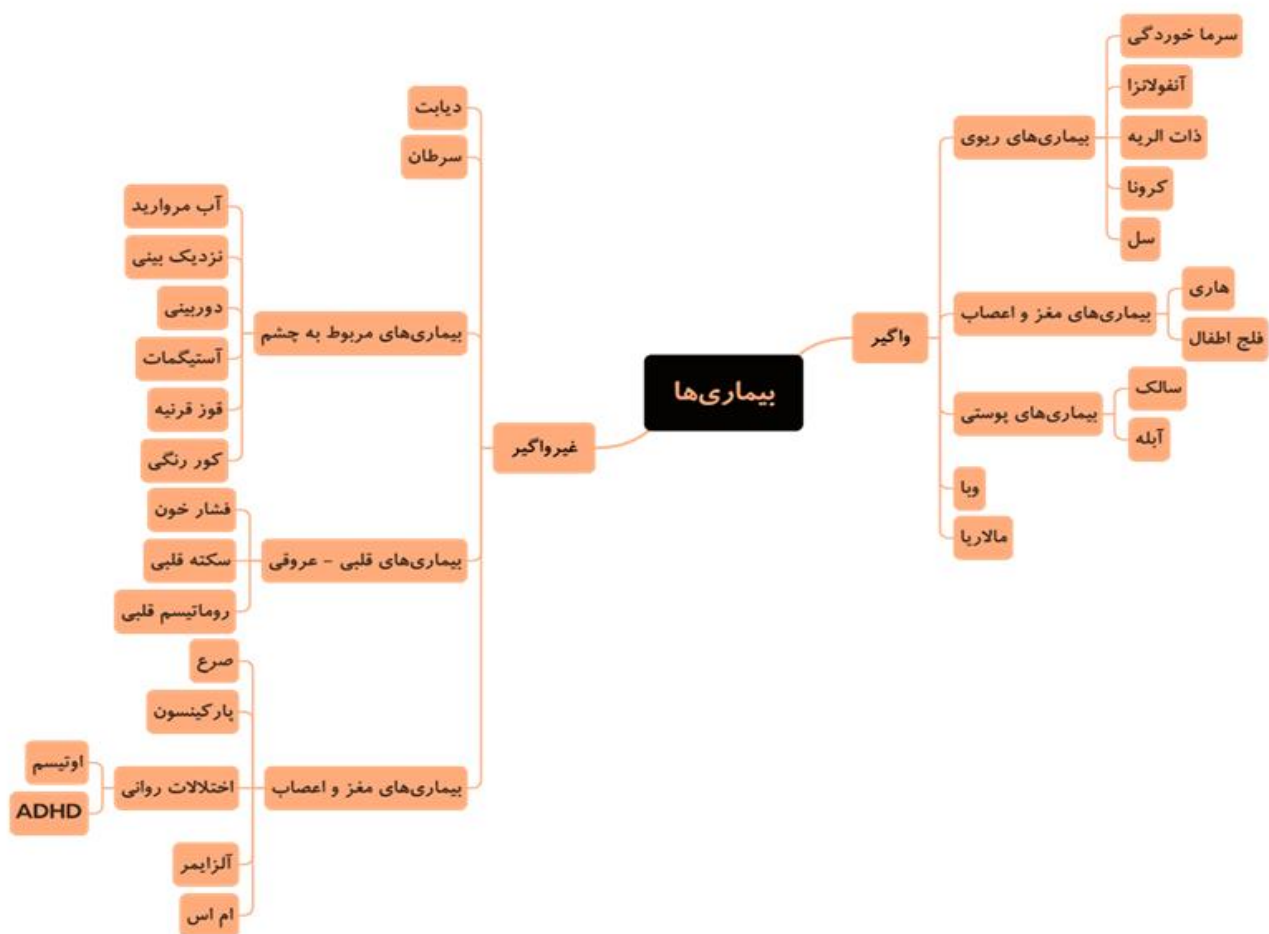 بیماری‌ها
واگیر
بیماری‌های ریوی
سرما خوردگی
آنفولانزا
ذات الریه
کرونا
سل
بیماری‌های مغز و اعصاب
هاری
فلج اطفال
بیماری‌های پوستی
سالک
آبله
وبا
مالاریا
غیرواگیر
دیابت
سرطان
بیماری‌های مربوط به چشم
آب مروارید
نزدیک بینی
دوربینی
آستیگمات
قوز قرنیه
کور رنگی
بیماری‌های قلبی - عروقی
فشار خون
سکته قلبی
روماتیسم قلبی
بیماری‌های مغز و اعصاب
صرع
پارکینسون
اختلالات روانی
اوتیسم
ADHD
آلزایمر
ام اس